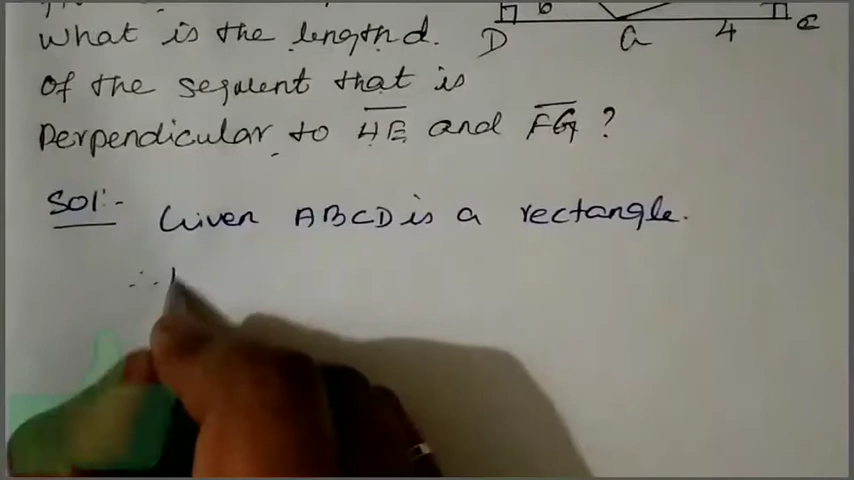 6
D G 4 C
What is the length d.
of the segment that is
perpendicular to HE and FG ?
Sol:- Given ABCD is a rectangle.
∴